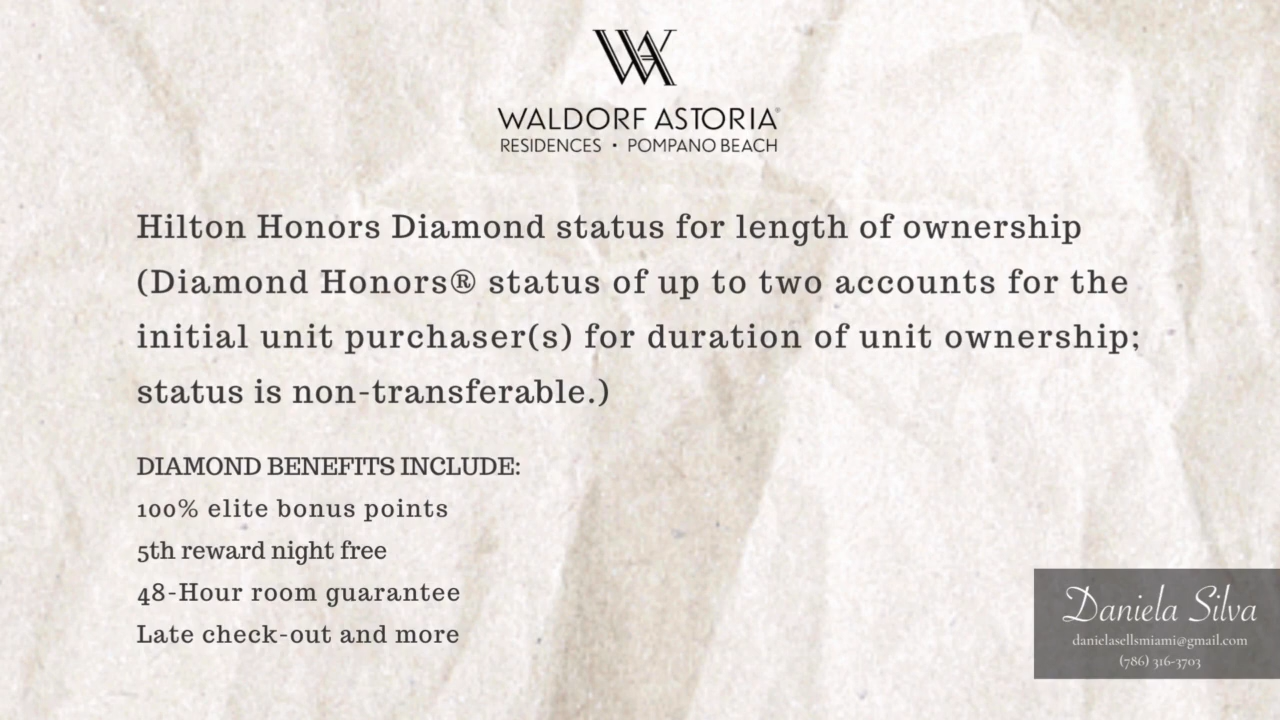 WA
WALDORF ASTORIA®
RESIDENCES • POMPANO BEACH
Hilton Honors Diamond status for length of ownership
(Diamond Honors® status of up to two accounts for the
initial unit purchaser(s) for duration of unit ownership;
status is non-transferable.)
DIAMOND BENEFITS INCLUDE:
100% elite bonus points
5th reward night free
48-Hour room guarantee
Late check-out and more
Daniela Silva
danielasellsmiami@gmail.com
(786) 316-3703